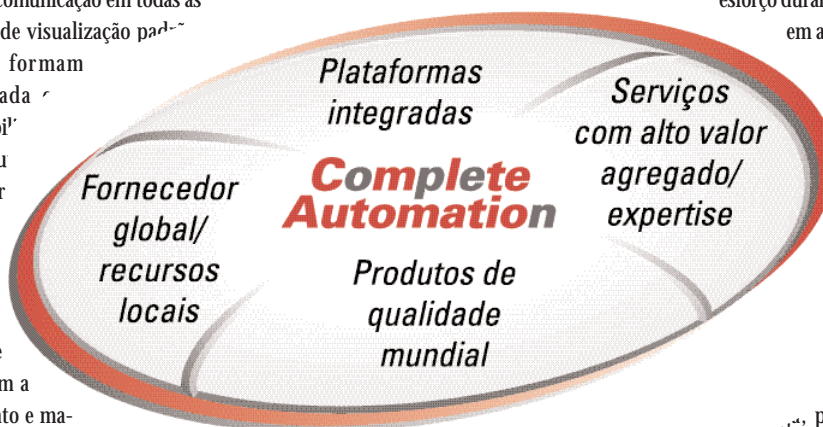 comunicação em todas as
de visualização
formam
Plataformas
integradas
Serviços
com alto valor
agregado/
expertise
Complete
Automation
Fornecedor
global/
recursos
locais
Produtos de
qualidade
mundial
esforço
em a
m a
to e ma-